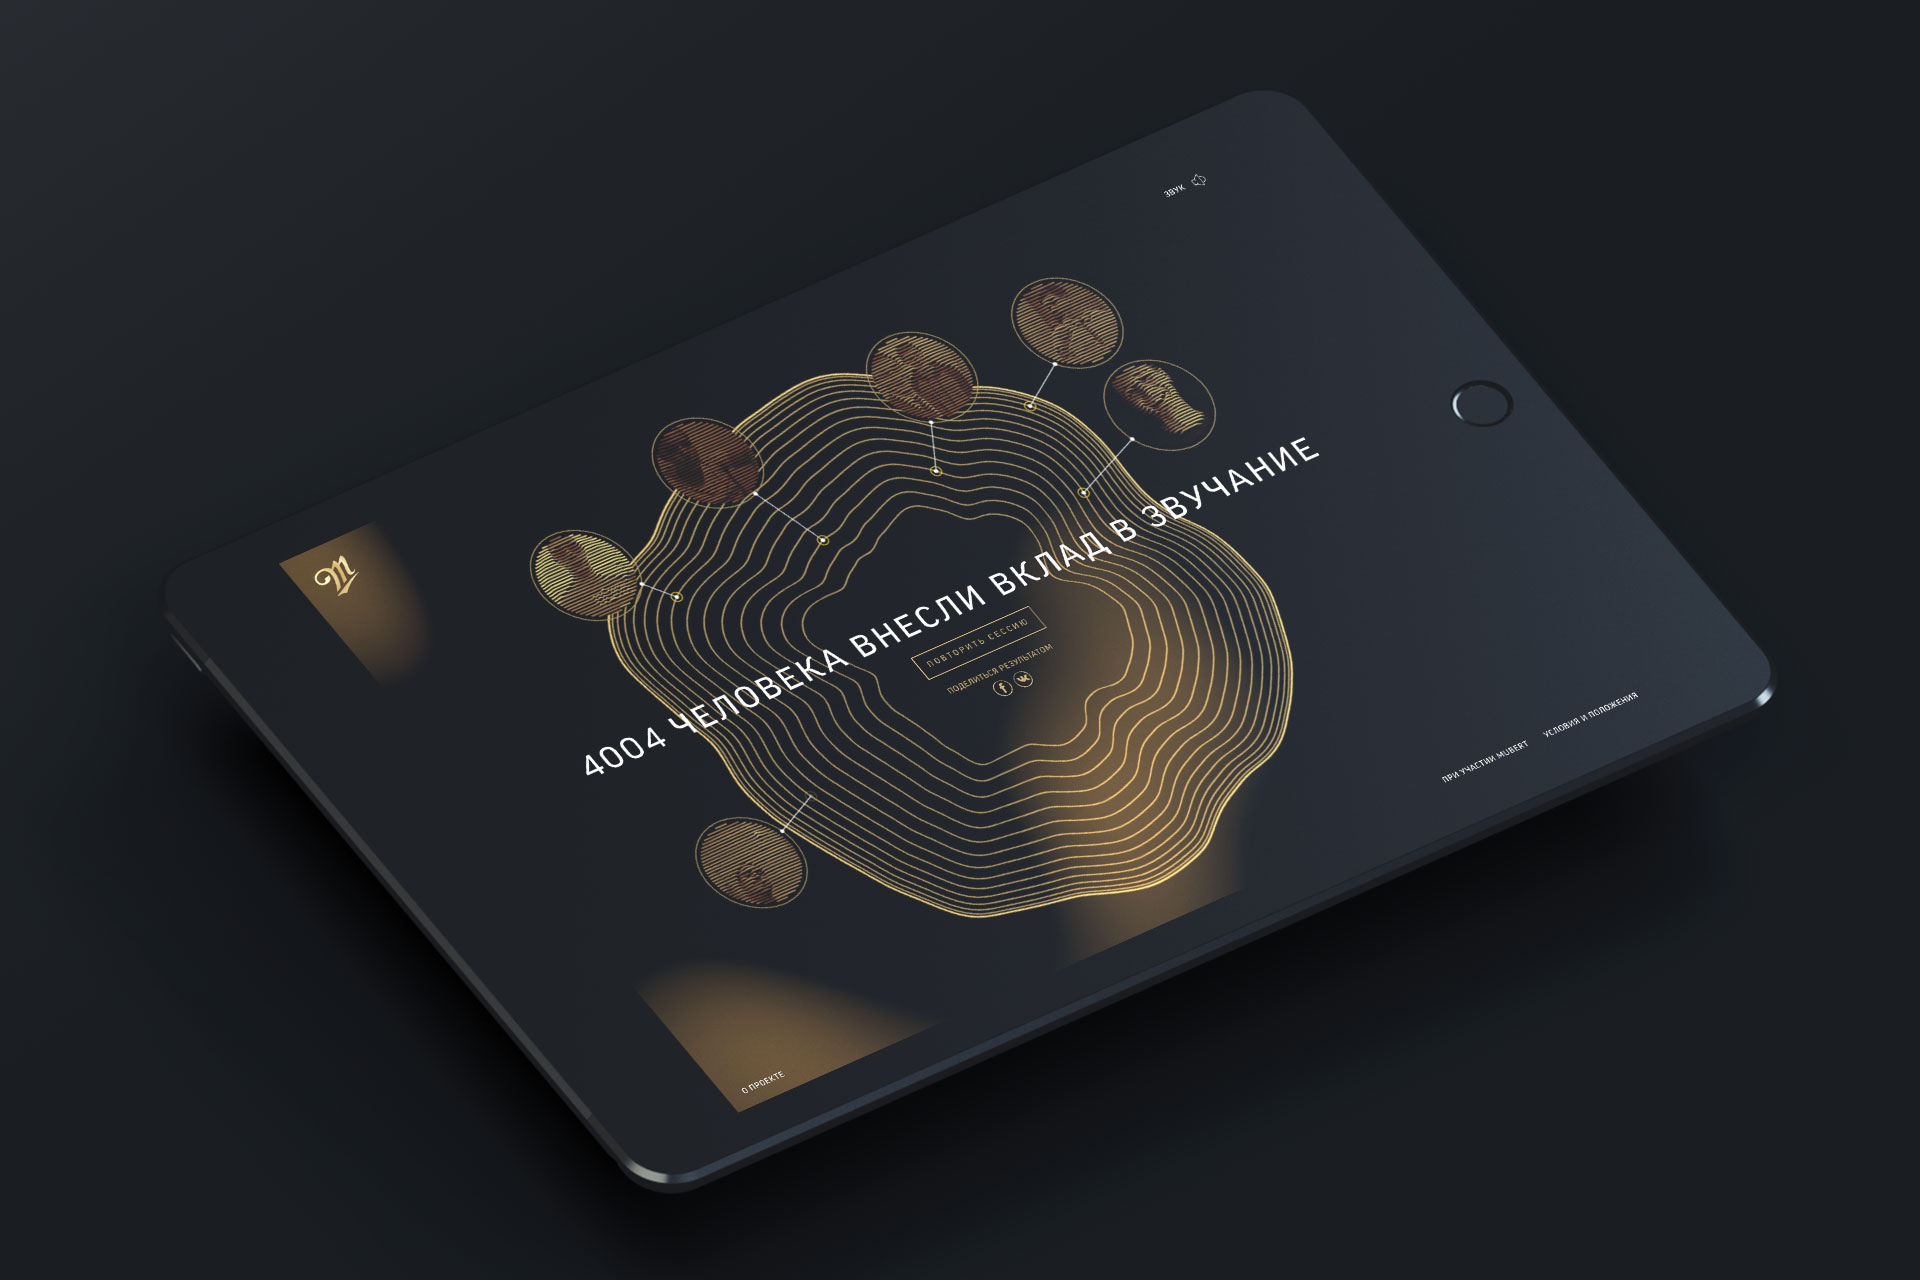 ЗВУК
4004 ЧЕЛОВЕКА ВНЕСЛИ ВКЛАД В ЗВУЧАНИЕ
ПОВТОРИТЬ СЕССИЮ
ПОДЕЛИТЬСЯ РЕЗУЛЬТАТОМ
О ПРОЕКТЕ
ПРИ УЧАСТИИ MUBERT
УСЛОВИЯ И ПОЛОЖЕНИЯ